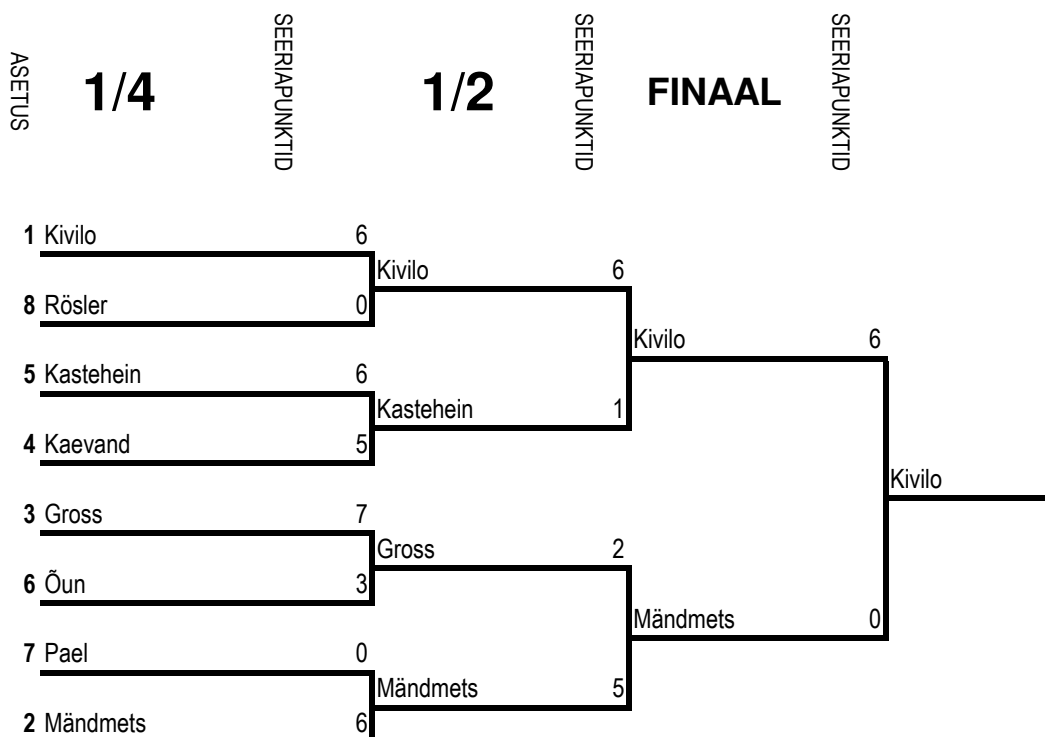 ASETUS 1/4 SEERIAPUNKTID 1/2 SEERIAPUNKTID FINAAL SEERIAPUNKTID
1 Kivilo 6
Kivilo 6
8 Rösler 0
Kivilo 6
5 Kastehein 6
Kastehein 1
4 Kaevand 5
Kivilo
3 Gross 7
Gross 2
6 Õun 3
Mändmets 0
7 Pael 0
Mändmets 5
2 Mändmets 6